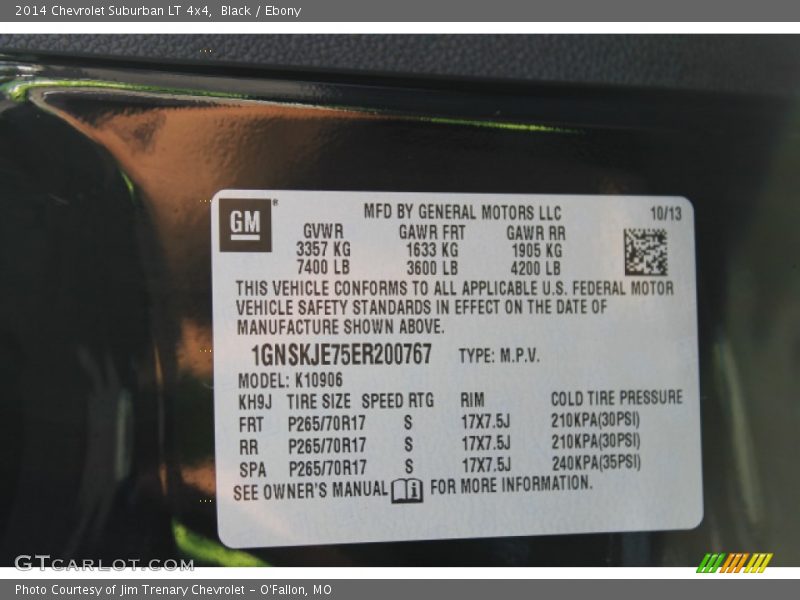 2014 Chevrolet Suburban LT 4x4, Black / Ebony
GM®
MFD BY GENERAL MOTORS LLC 10/13
GVWR GAWR FRT GAWR RR
3357 KG 1633 KG 1905 KG
7400 LB 3600 LB 4200 LB
THIS VEHICLE CONFORMS TO ALL APPLICABLE U.S. FEDERAL MOTOR
VEHICLE SAFETY STANDARDS IN EFFECT ON THE DATE OF
MANUFACTURE SHOWN ABOVE.
1GNSKJE75ER200767 TYPE: M.P.V.
MODEL: K10906
KH9J TIRE SIZE SPEED RTG RIM COLD TIRE PRESSURE
FRT P265/70R17 S 17X7.5J 210KPA(30PSI)
RR P265/70R17 S 17X7.5J 210KPA(30PSI)
SPA P265/70R17 S 17X7.5J 240KPA(35PSI)
SEE OWNER'S MANUAL i FOR MORE INFORMATION.
GTcarlot.com
Photo Courtesy of Jim Trenary Chevrolet - O'Fallon, MO